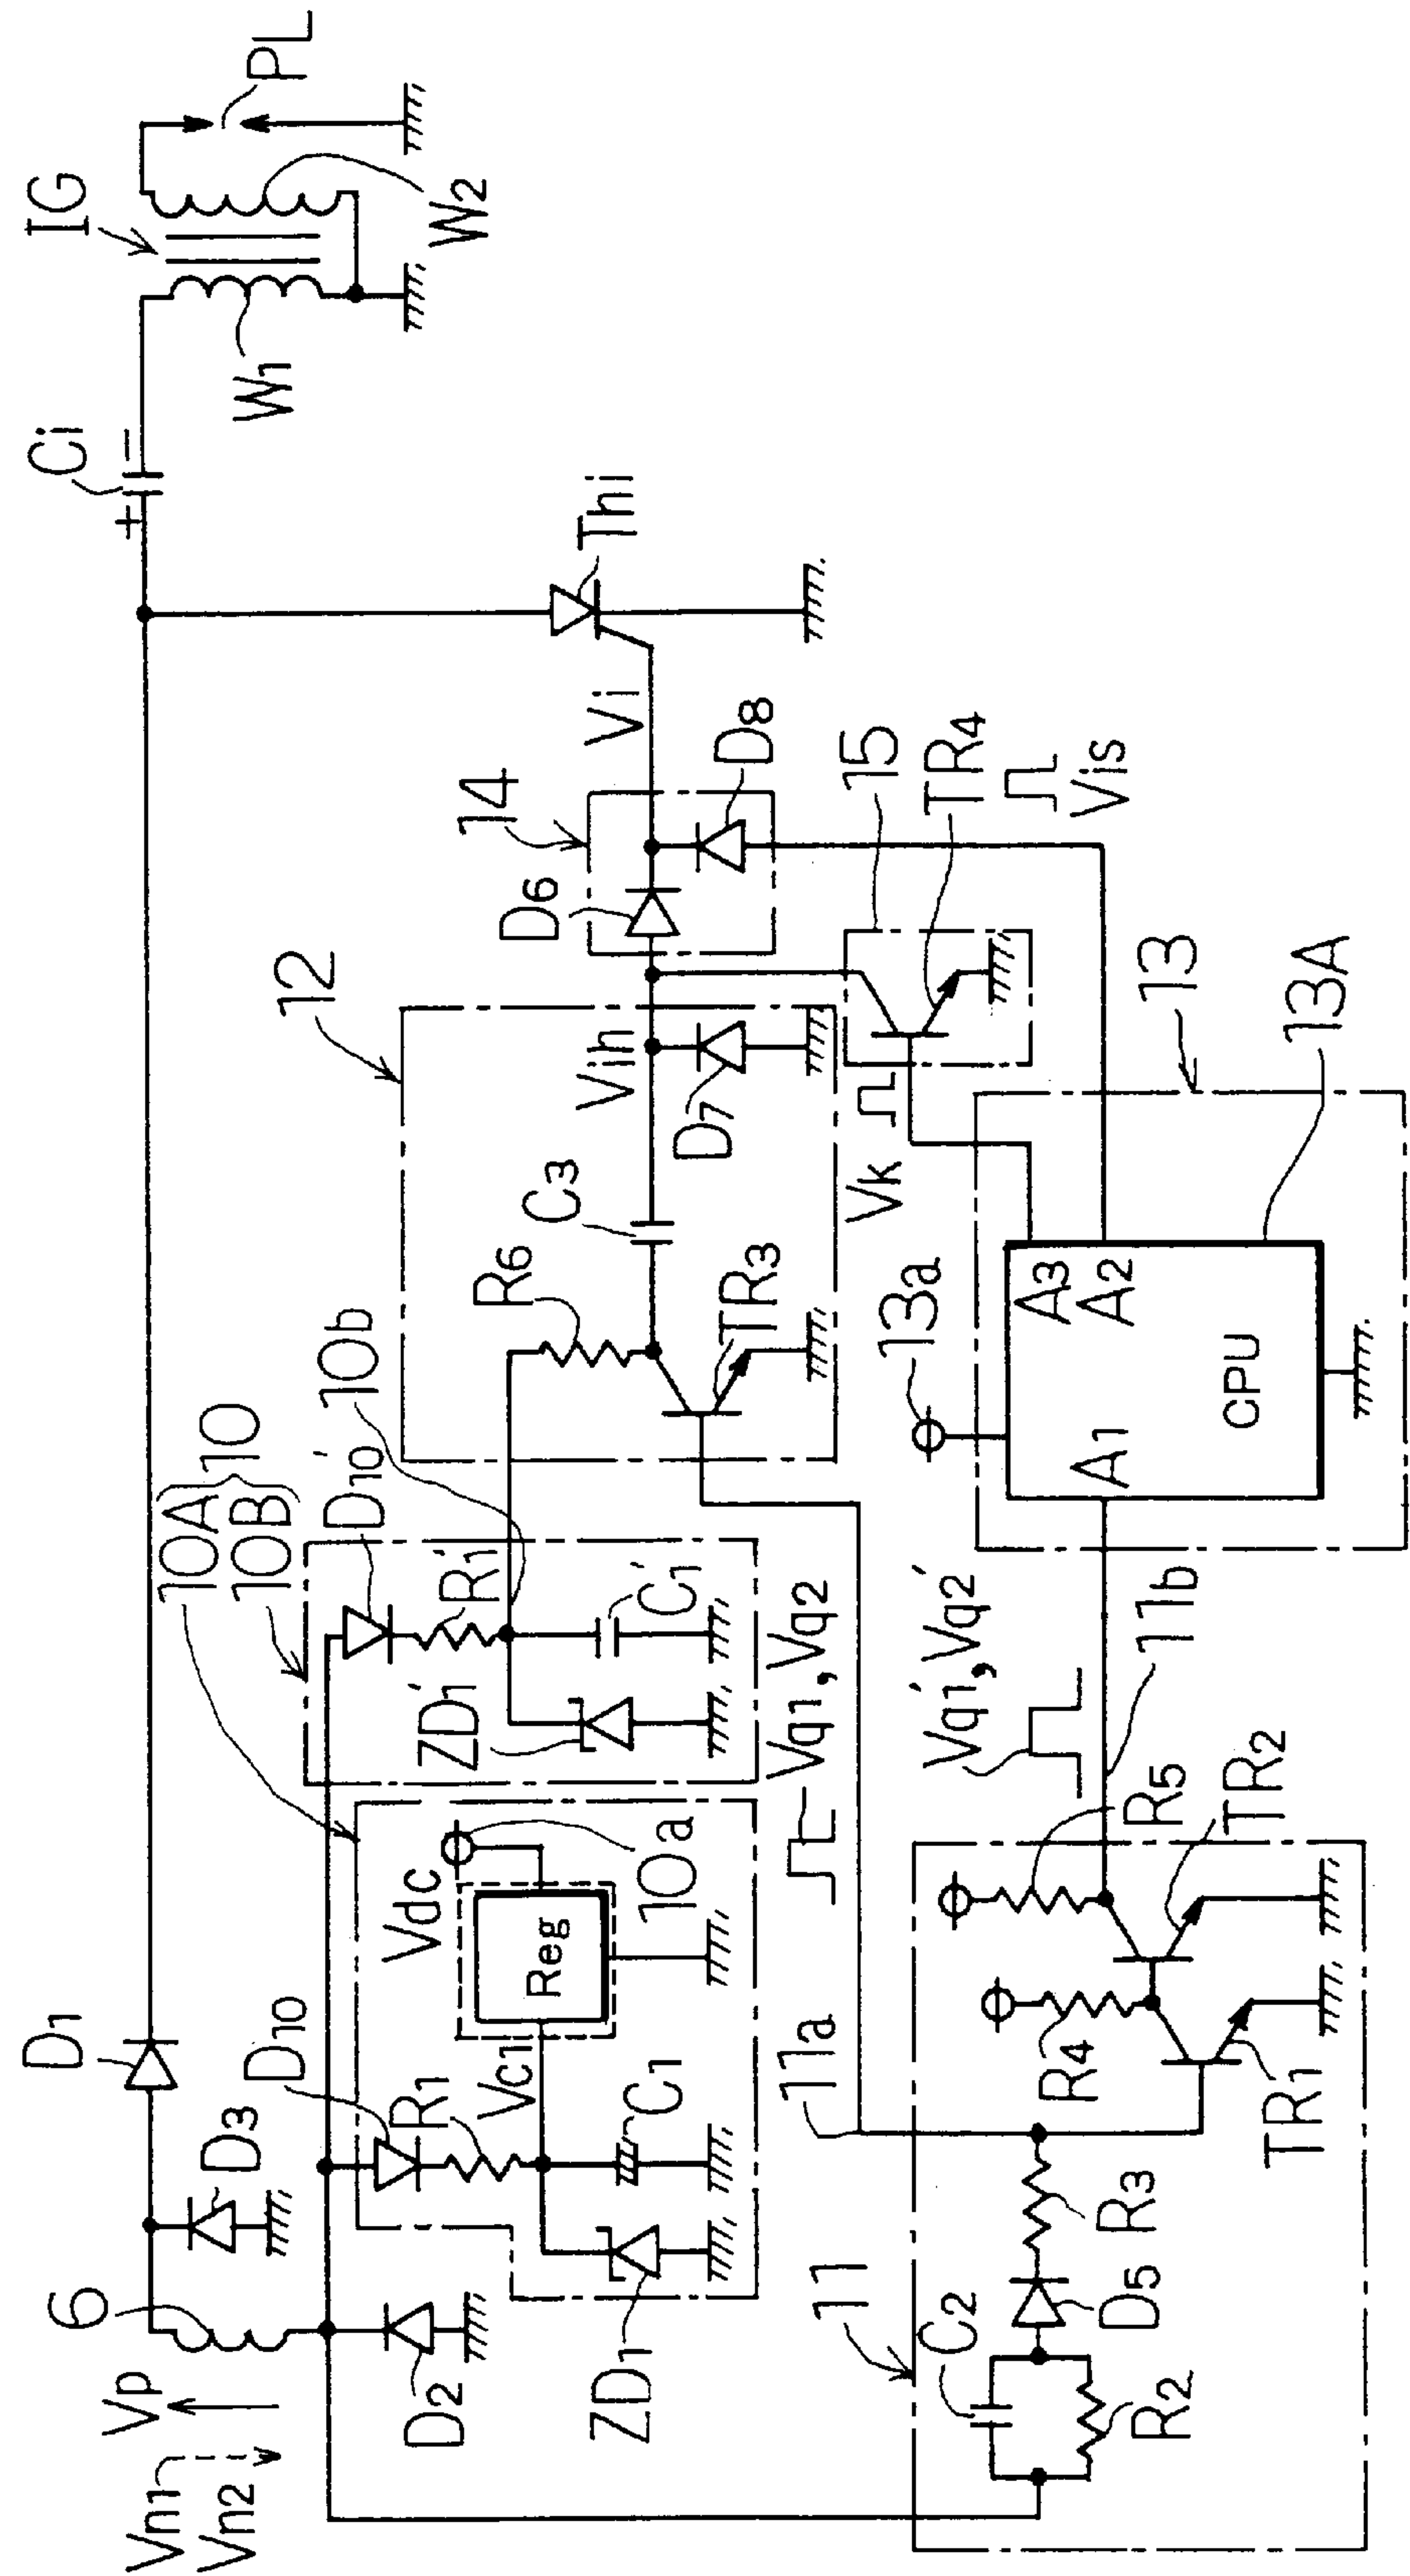 IG
PL
W2
W1
Ci
+
−
Thi
Vi
14
D8
D6
15
TR4
Vis
12
Vih
D7
C3
Vk
R6
TR3
10b
10A
10B
10
D10'
R1'
C1'
ZD1'
13
13A
13a
A3
A2
A1
CPU
Vq1, Vq2
Vq1', Vq2'
11b
R5
TR2
R4
TR1
10a
Vdc
Reg
Vc1
C1
R1
D10
ZD1
D1
D3
6
D2
Vp
Vn1
Vn2
11a
11
R3
D5
C2
R2